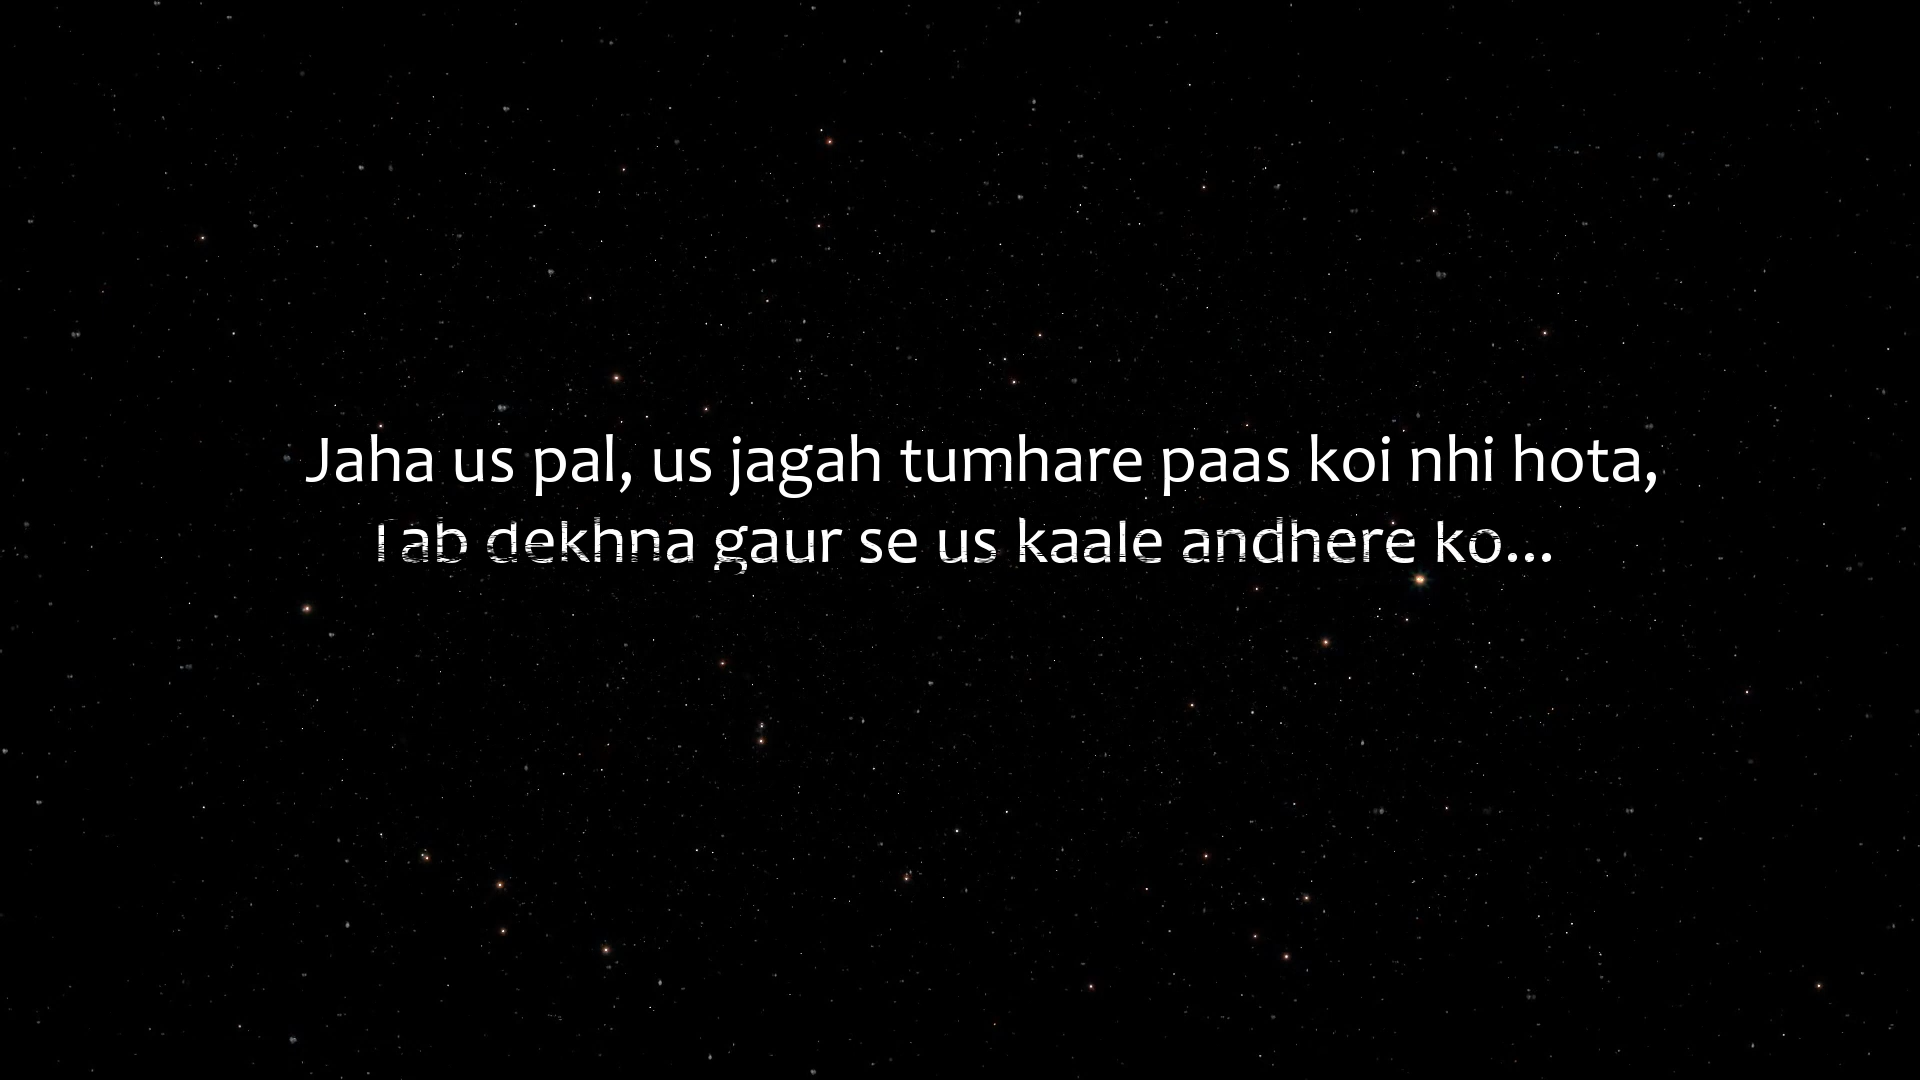 Jaha us pal, us jagah tumhare paas koi nhi hota,
Tab dekhna gaur se us kaale andhere ko...